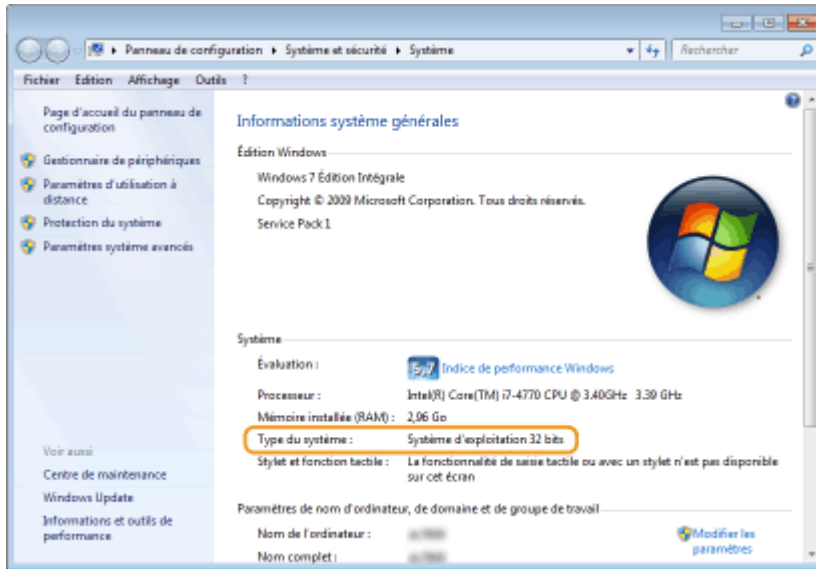 Panneau de configuration ▸ Système et sécurité ▸ Système
Rechercher
Fichier Edition Affichage Outils ?
Page d'accueil du panneau de
configuration
Gestionnaire de périphériques
Paramètres d'utilisation à
distance
Protection du système
Paramètres système avancés
Voir aussi
Centre de maintenance
Windows Update
Informations et outils de
performance
Informations système générales
Édition Windows
Windows 7 Édition Intégrale
Copyright © 2009 Microsoft Corporation. Tous droits réservés.
Service Pack 1
Système
Évaluation :
5,7 Indice de performance Windows
Processeur : Intel(R) Core(TM) i7-4770 CPU @ 3.40GHz 3.39 GHz
Mémoire installée (RAM) : 2,96 Go
Type du système : Système d'exploitation 32 bits
Stylet et fonction tactile : La fonctionnalité de saisie tactile ou avec un stylet n'est pas disponible
sur cet écran
Paramètres de nom d'ordinateur, de domaine et de groupe de travail
Nom de l'ordinateur :
Modifier les
paramètres
Nom complet :